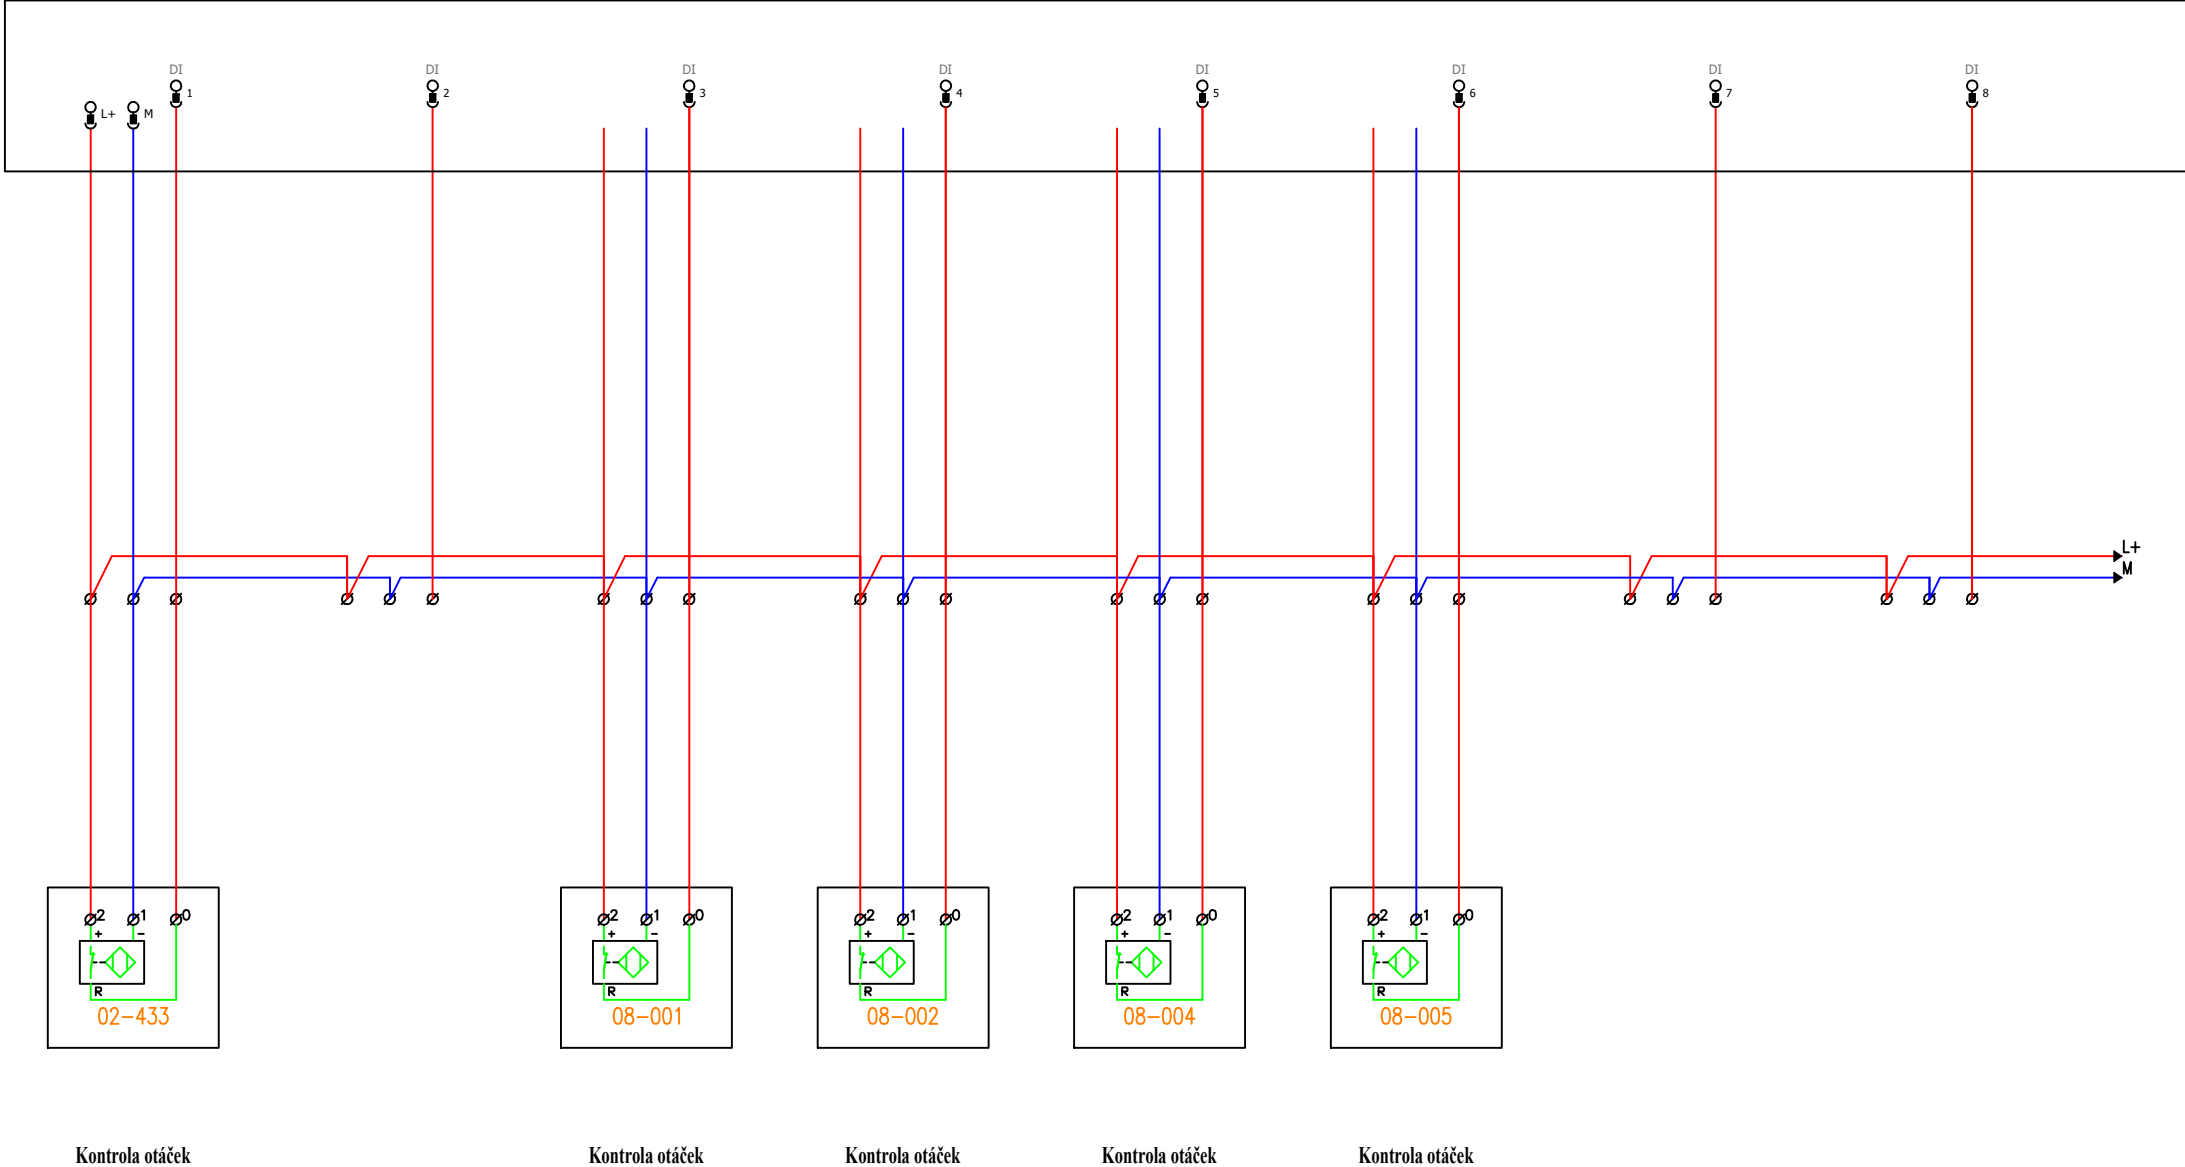 DI DI DI DI DI DI DI DI
1 2 3 4 5 6 7 8
L+ M
L+
M
2 1 0 2 1 0 2 1 0 2 1 0 2 1 0
+ - + - + - + - + -
R R R R R
02-433 08-001 08-002 08-004 08-005
Kontrola otáček Kontrola otáček Kontrola otáček Kontrola otáček Kontrola otáček